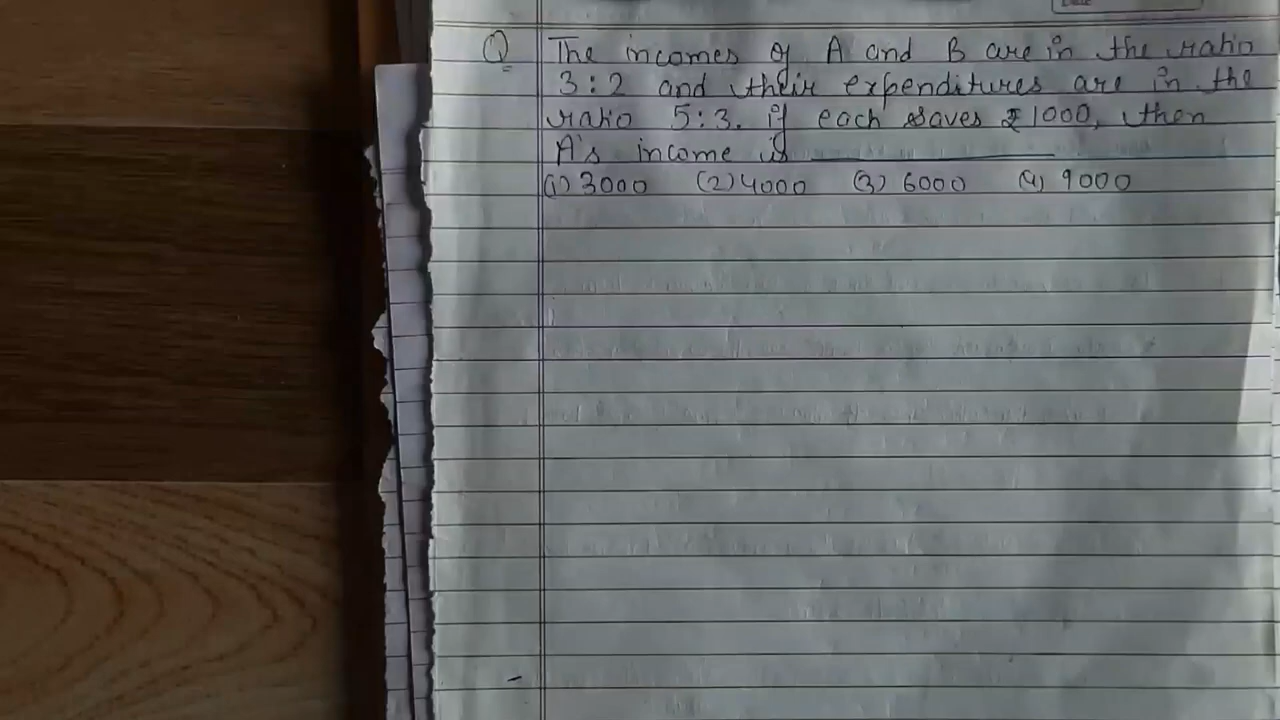 Q The incomes of A and B are in the ratio
3:2 and their expenditures are in the
ratio 5:3. if each saves ₹1000, then
A's income is ___________
(1) 3000 (2) 4000 (3) 6000 (4) 9000